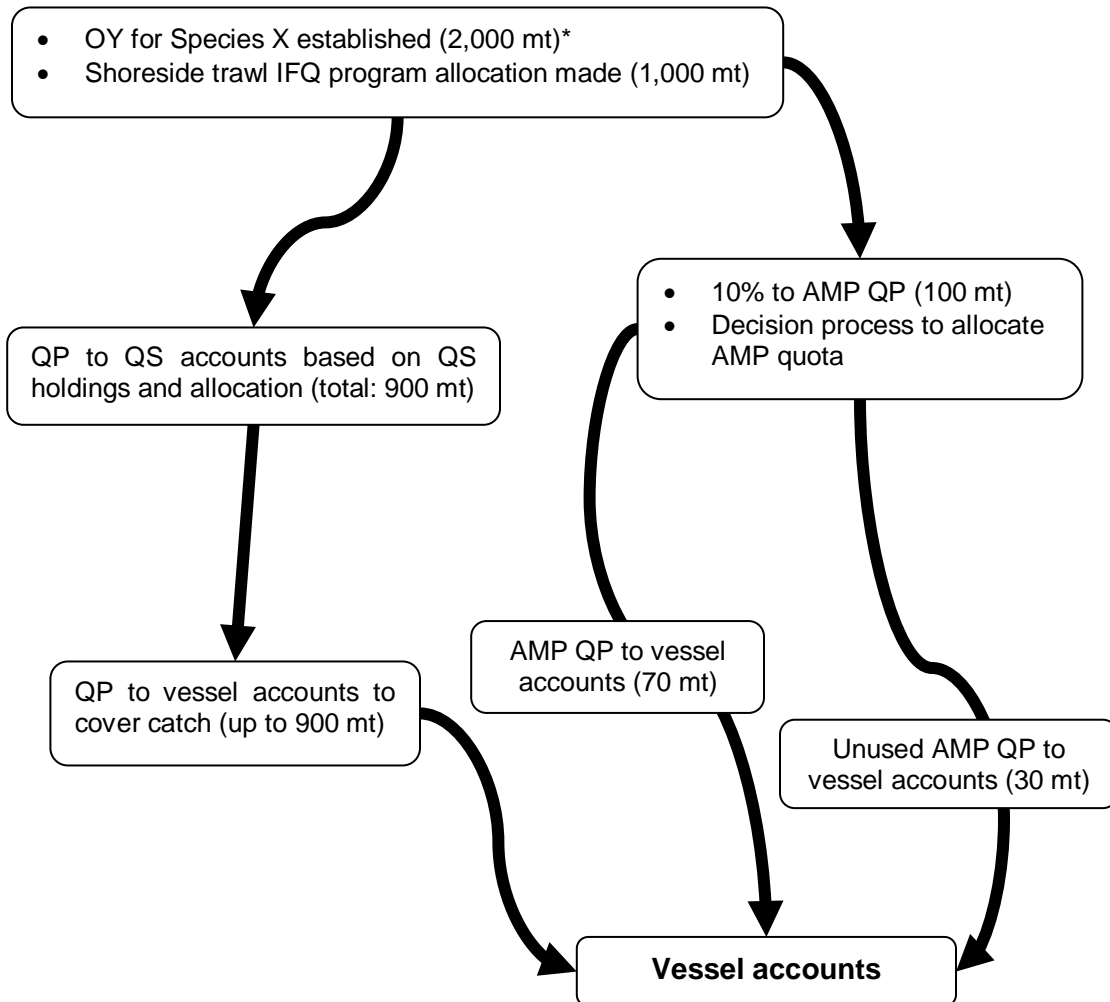 • OY for Species X established (2,000 mt)*
• Shoreside trawl IFQ program allocation made (1,000 mt)
• 10% to AMP QP (100 mt)
• Decision process to allocate
AMP quota
QP to QS accounts based on QS
holdings and allocation (total: 900 mt)
AMP QP to vessel
accounts (70 mt)
QP to vessel accounts to
cover catch (up to 900 mt)
Unused AMP QP to
vessel accounts (30 mt)
Vessel accounts